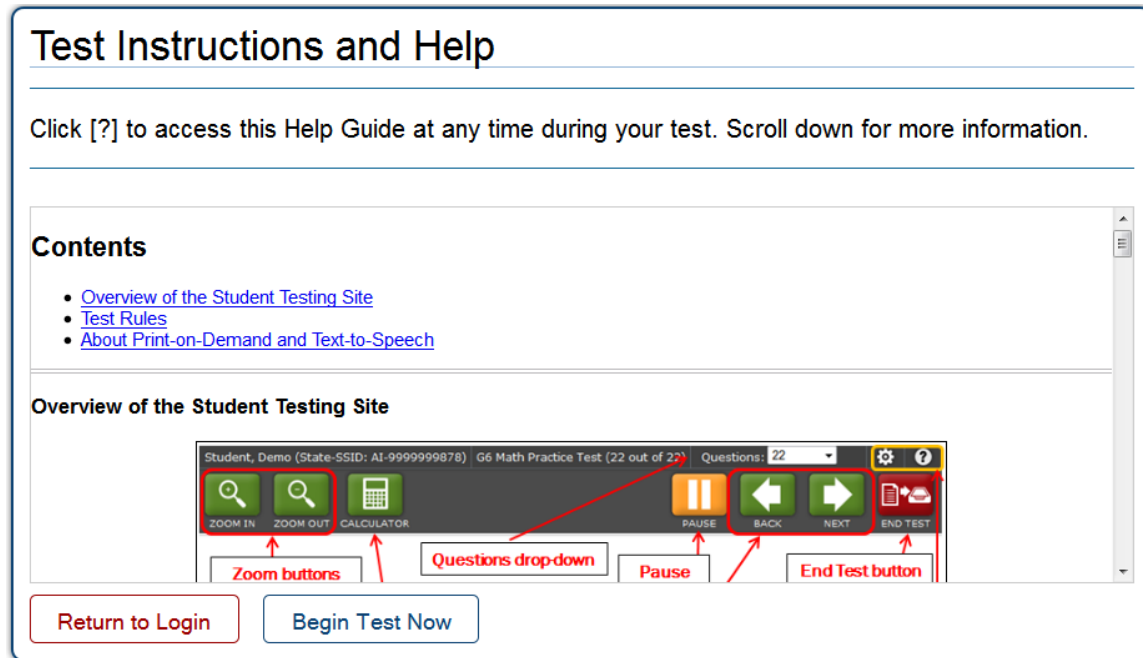 Test Instructions and Help
Click [?] to access this Help Guide at any time during your test. Scroll down for more information.
Contents
Overview of the Student Testing Site
Test Rules
About Print-on-Demand and Text-to-Speech
Overview of the Student Testing Site
Student, Demo (State-SSID: AI-9999999878) G6 Math Practice Test (22 out of 22) Questions: 22
ZOOM IN ZOOM OUT CALCULATOR PAUSE BACK NEXT END TEST
Zoom buttons Questions drop-down Pause End Test button
Return to Login Begin Test Now